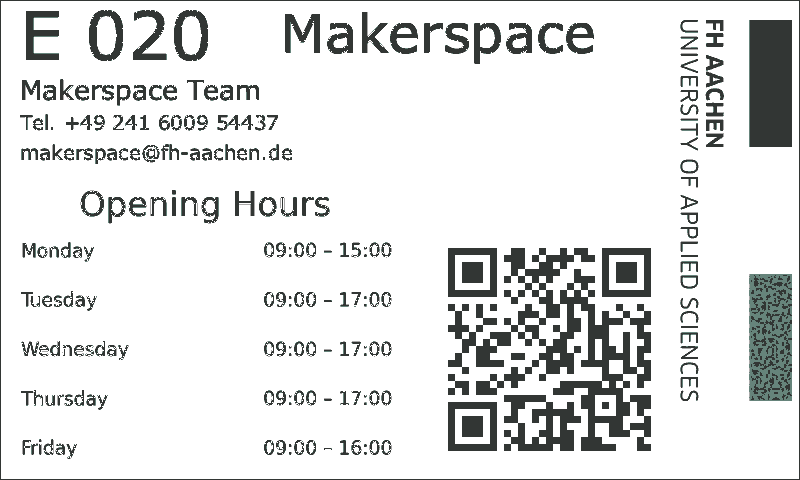 E 020 Makerspace
Makerspace Team
Tel. +49 241 6009 54437
makerspace@fh-aachen.de
Opening Hours
Monday 09:00 – 15:00
Tuesday 09:00 – 17:00
Wednesday 09:00 – 17:00
Thursday 09:00 – 17:00
Friday 09:00 – 16:00
FH AACHEN
UNIVERSITY OF APPLIED SCIENCES